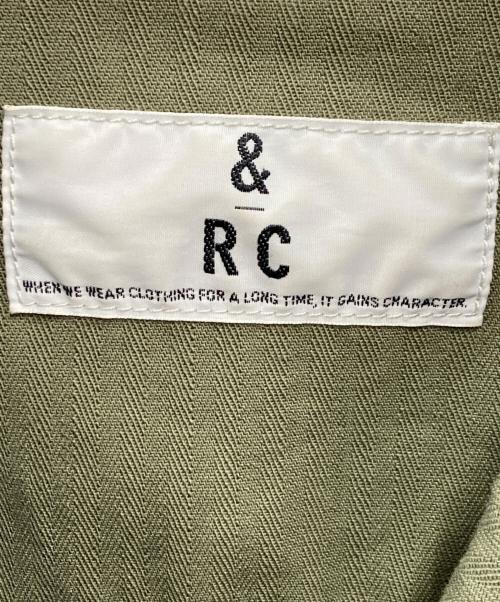 &
RC
WHEN WE WEAR CLOTHING FOR A LONG TIME, IT GAINS CHARACTER.